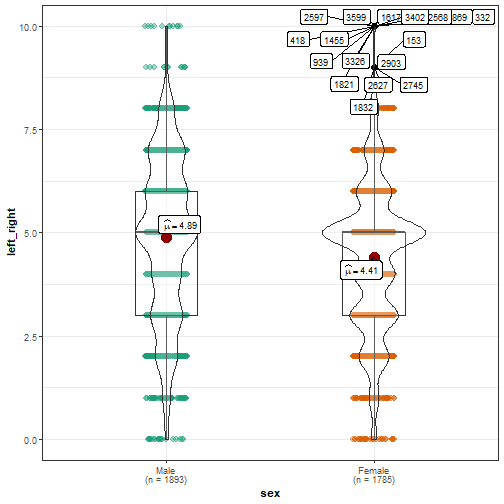 10.0
7.5
5.0
2.5
0.0
left_right
2597
3599
3402
2568
332
418
1455
153
939
3326
2903
1821
2627
2745
1832
μ̂ = 4.89
μ̂ = 4.41
Male
(n = 1893)
Female
(n = 1785)
sex